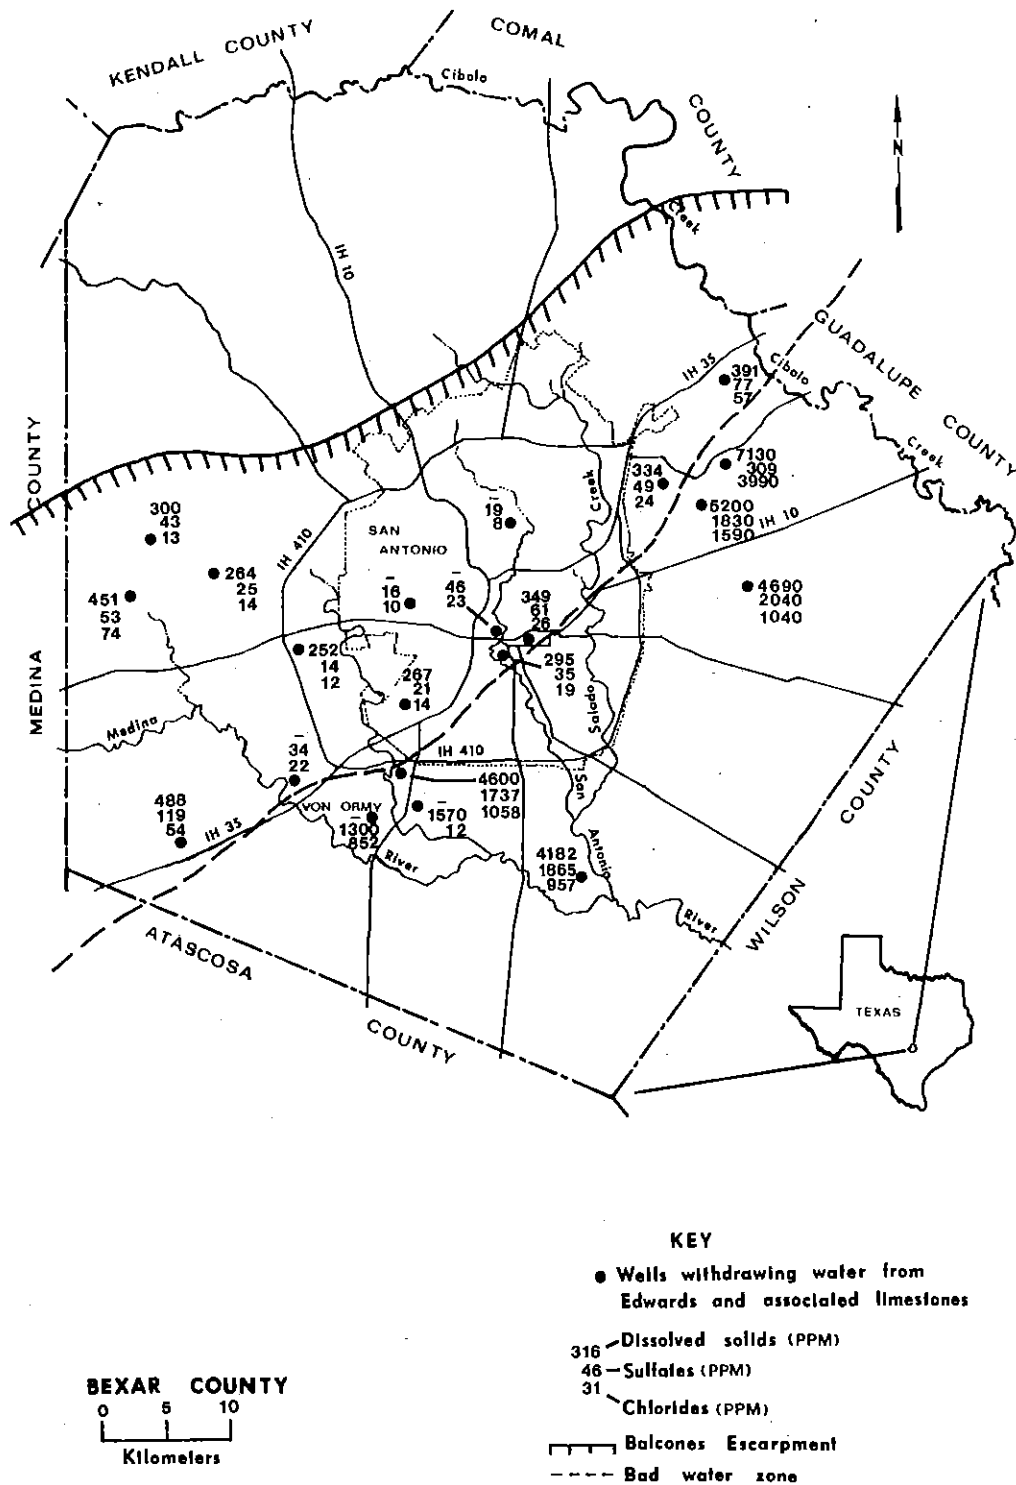 KENDALL COUNTY
COMAL
COUNTY
Cibolo
Creek
N
IH 10
GUADALUPE COUNTY
IH 35
Cibolo
Creek
391
77
57
7130
309
3990
334
49
24
5200
1830
1590
IH 10
4690
2040
1040
COUNTY
MEDINA
300
43
13
264
25
14
451
53
74
IH 410
SAN
ANTONIO
–
19
8
Creek
–
16
10
–
46
23
349
61
26
295
35
19
252
14
12
267
21
14
Salado
Medina
–
34
22
IH 410
4600
1737
1058
San
488
119
54
IH 35
VON ORMY
–
1300
852
–
1570
12
River
4182
1865
957
Antonio
River
COUNTY
WILSON
ATASCOSA
COUNTY
TEXAS
KEY
Wells withdrawing water from
Edwards and associated limestones
316 Dissolved solids (PPM)
46 Sulfates (PPM)
31 Chlorides (PPM)
Balcones Escarpment
Bad water zone
BEXAR COUNTY
0 5 10
Kilometers